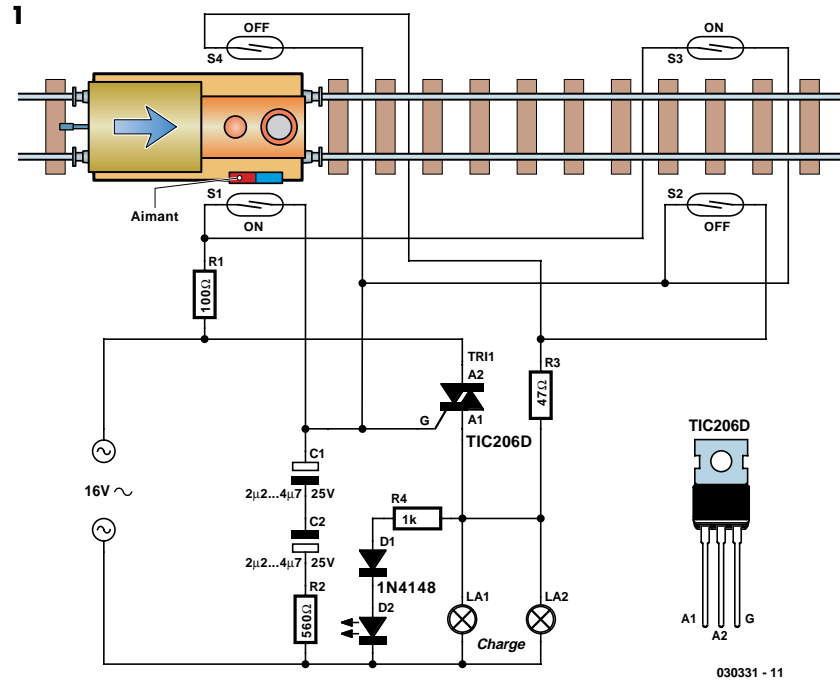 1
OFF
S4
ON
S3
Aimant
S1
ON
S2
OFF
R1
100Ω
TRI1
A2
G
A1
TIC206D
R3
47Ω
TIC206D
16V ~
C1
2µ2...4µ7 25V
C2
2µ2...4µ7 25V
R2
560Ω
R4
1k
D1
1N4148
D2
LA1
LA2
Charge
A1
A2
G
030331 - 11